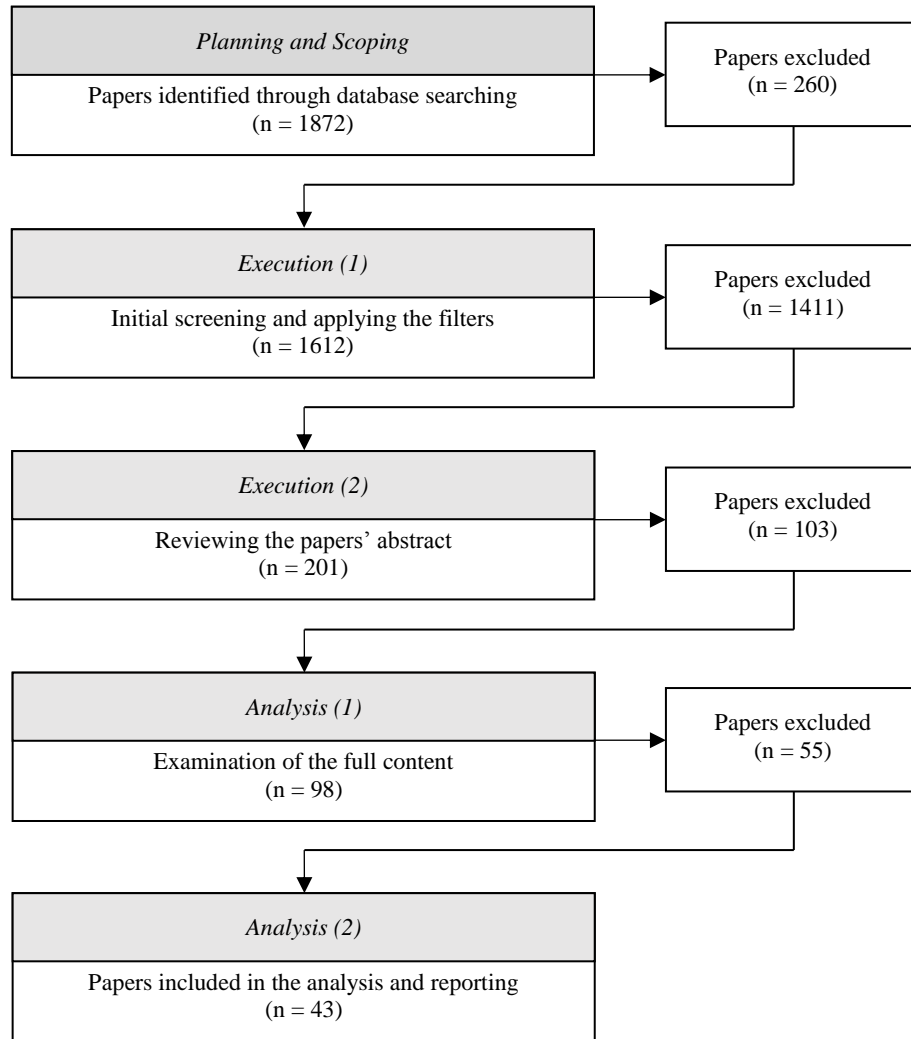 Planning and Scoping
Papers identified through database searching
(n = 1872)
Papers excluded
(n = 260)
Execution (1)
Initial screening and applying the filters
(n = 1612)
Papers excluded
(n = 1411)
Execution (2)
Reviewing the papers’ abstract
(n = 201)
Papers excluded
(n = 103)
Analysis (1)
Examination of the full content
(n = 98)
Papers excluded
(n = 55)
Analysis (2)
Papers included in the analysis and reporting
(n = 43)